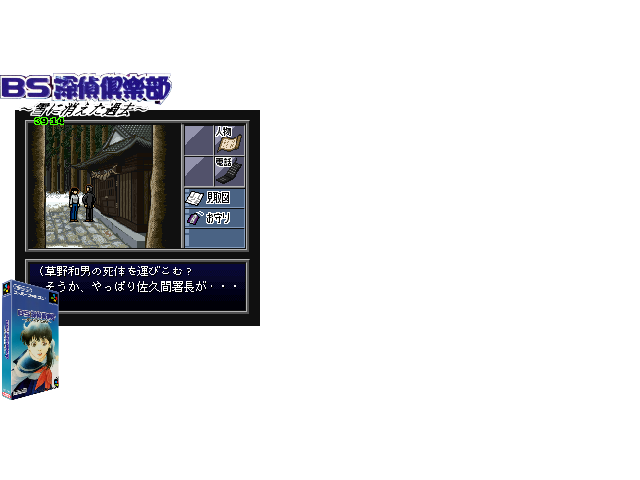 BS探偵倶楽部
～雪に消えた過去～
39:14
人物
電話
見取図
お守り
（草野和男の死体を運びこむ？
そうか、やっぱり佐久間署長が・・・